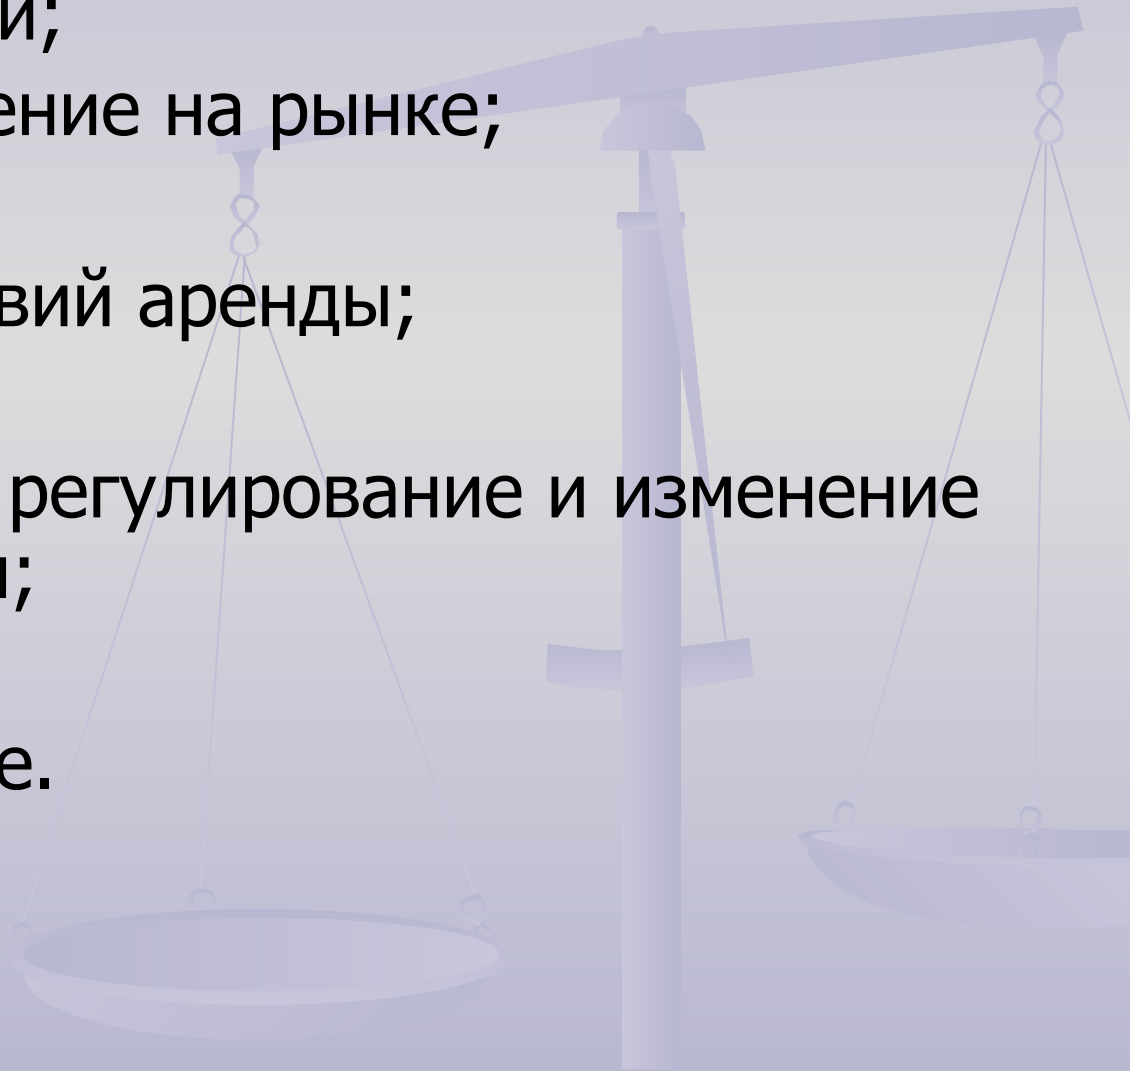 и;
ение на рынке;
вий аренды;
регулирование и изменение
;
е.